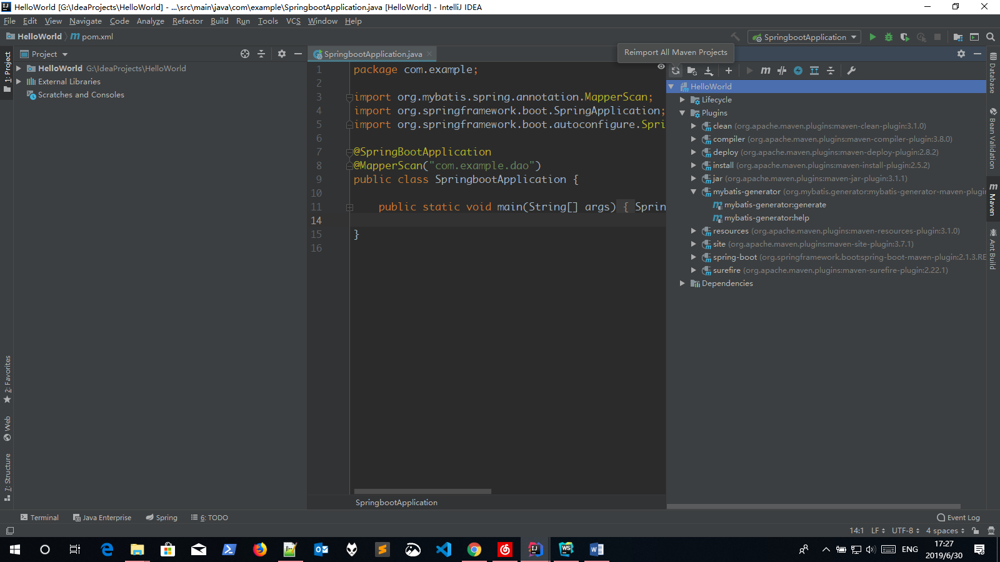 HelloWorld [G:\IdeaProjects\HelloWorld] - ...\src\main\java\com\example\SpringbootApplication.java [HelloWorld] - IntelliJ IDEA
File Edit View Navigate Code Analyze Refactor Build Run Tools VCS Window Help
HelloWorld pom.xml
SpringbootApplication
1: Project
Project
HelloWorld G:\IdeaProjects\HelloWorld
External Libraries
Scratches and Consoles
2: Favorites
Web
7: Structure
SpringbootApplication.java
1 package com.example;
2
3 import org.mybatis.spring.annotation.MapperScan;
4 import org.springframework.boot.SpringApplication;
5 import org.springframework.boot.autoconfigure.Spri
6
7 @SpringBootApplication
8 @MapperScan("com.example.dao")
9 public class SpringbootApplication {
10
11 public static void main(String[] args) { Sprin
14
15 }
16
SpringbootApplication
Reimport All Maven Projects
HelloWorld
Lifecycle
Plugins
clean (org.apache.maven.plugins:maven-clean-plugin:3.1.0)
compiler (org.apache.maven.plugins:maven-compiler-plugin:3.8.0)
deploy (org.apache.maven.plugins:maven-deploy-plugin:2.8.2)
install (org.apache.maven.plugins:maven-install-plugin:2.5.2)
jar (org.apache.maven.plugins:maven-jar-plugin:3.1.1)
mybatis-generator (org.mybatis.generator:mybatis-generator-maven-plugin
mybatis-generator:generate
mybatis-generator:help
resources (org.apache.maven.plugins:maven-resources-plugin:3.1.0)
site (org.apache.maven.plugins:maven-site-plugin:3.7.1)
spring-boot (org.springframework.boot:spring-boot-maven-plugin:2.1.3.RE
surefire (org.apache.maven.plugins:maven-surefire-plugin:2.22.1)
Dependencies
Database
Bean Validation
Maven
Ant Build
Terminal Java Enterprise Spring 6: TODO Event Log
14:1 LF UTF-8 4 spaces
ENG
17:27
2019/6/30